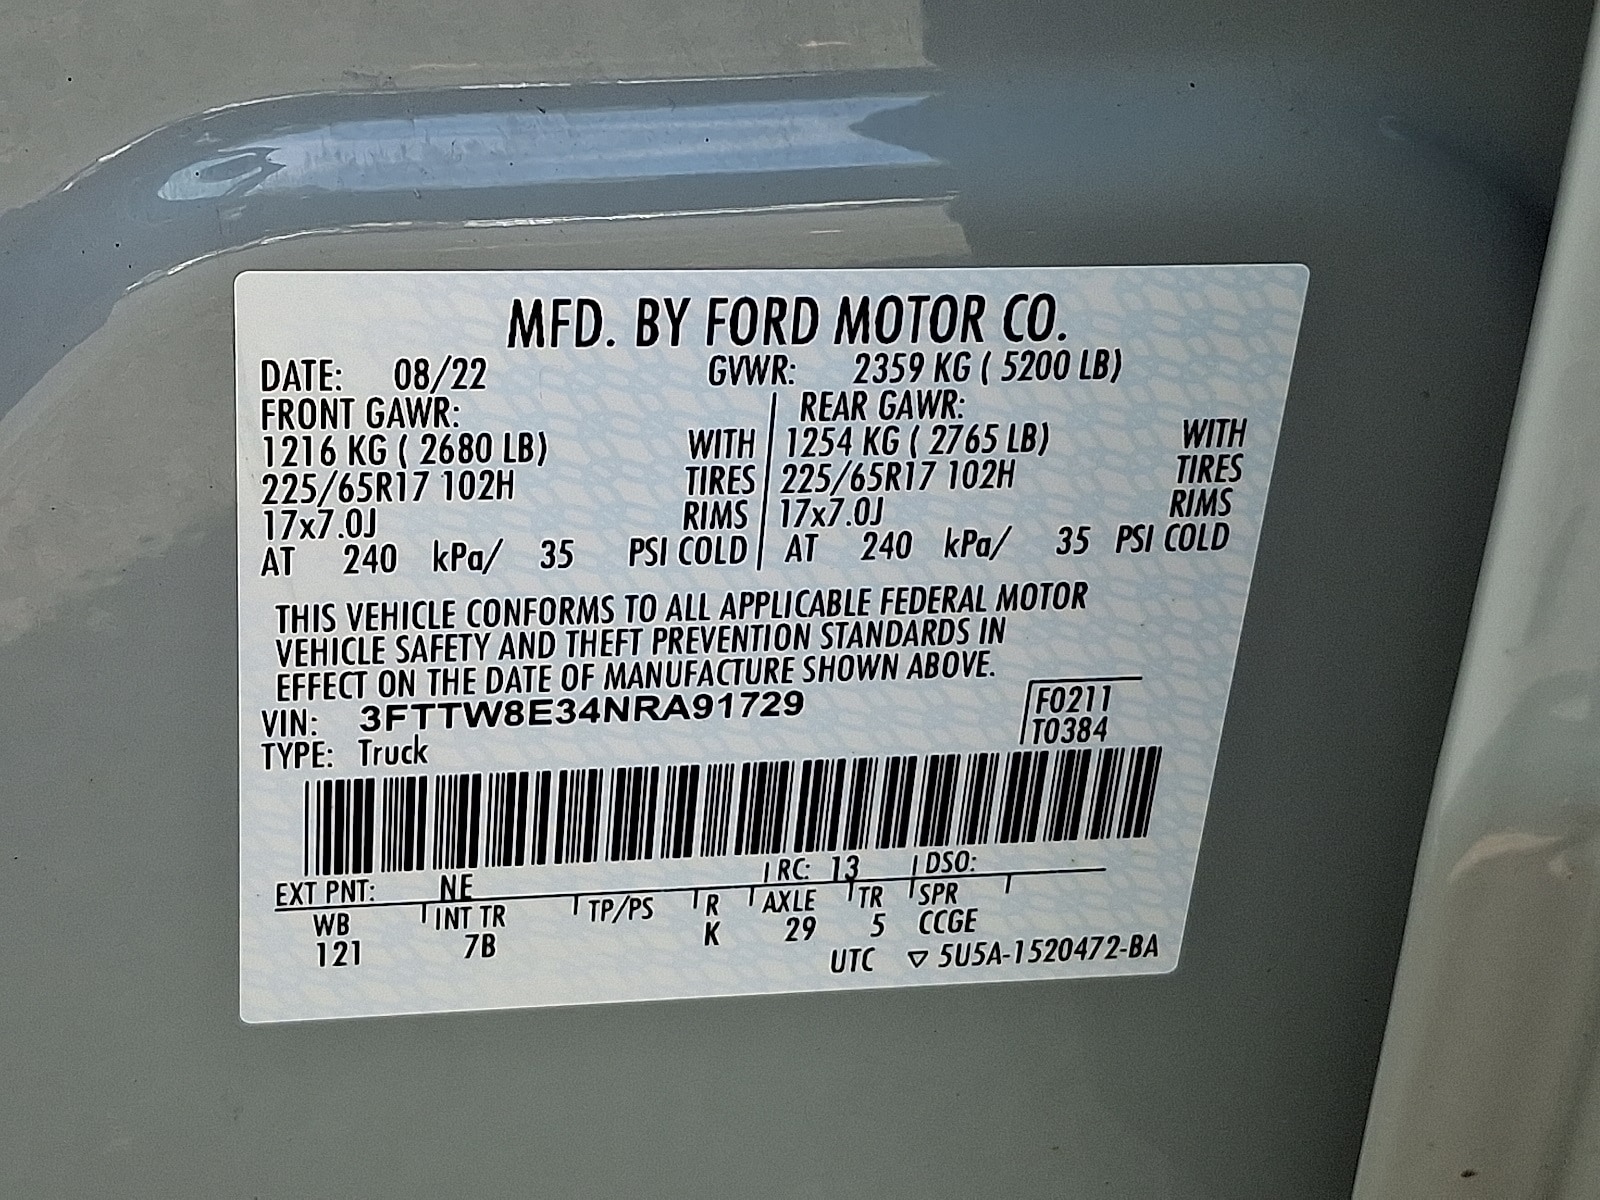 MFD. BY FORD MOTOR CO.
DATE: 08/22 GVWR: 2359 KG ( 5200 LB)
FRONT GAWR: REAR GAWR:
1216 KG ( 2680 LB) WITH 1254 KG ( 2765 LB) WITH
225/65R17 102H TIRES 225/65R17 102H TIRES
17x7.0J RIMS 17x7.0J RIMS
AT 240 kPa/ 35 PSI COLD AT 240 kPa/ 35 PSI COLD
THIS VEHICLE CONFORMS TO ALL APPLICABLE FEDERAL MOTOR
VEHICLE SAFETY AND THEFT PREVENTION STANDARDS IN
EFFECT ON THE DATE OF MANUFACTURE SHOWN ABOVE.
VIN: 3FTTW8E34NRA91729 F0211
TYPE: Truck T0384
EXT PNT: NE RC: 13 DSO:
WB INT TR TP/PS R AXLE TR SPR
121 7B K 29 5 CCGE
UTC ▽ 5U5A-1520472-BA